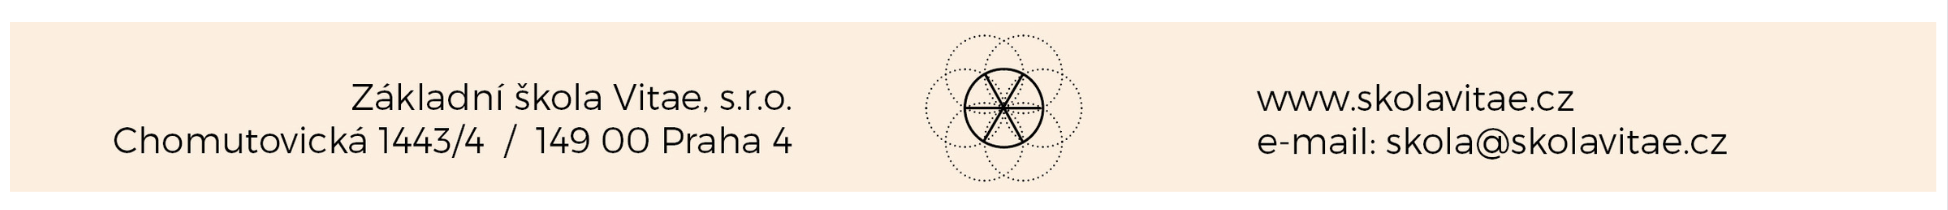 Základní škola Vitae, s.r.o.
Chomutovická 1443/4 / 149 00 Praha 4
www.skolavitae.cz
e-mail: skola@skolavitae.cz